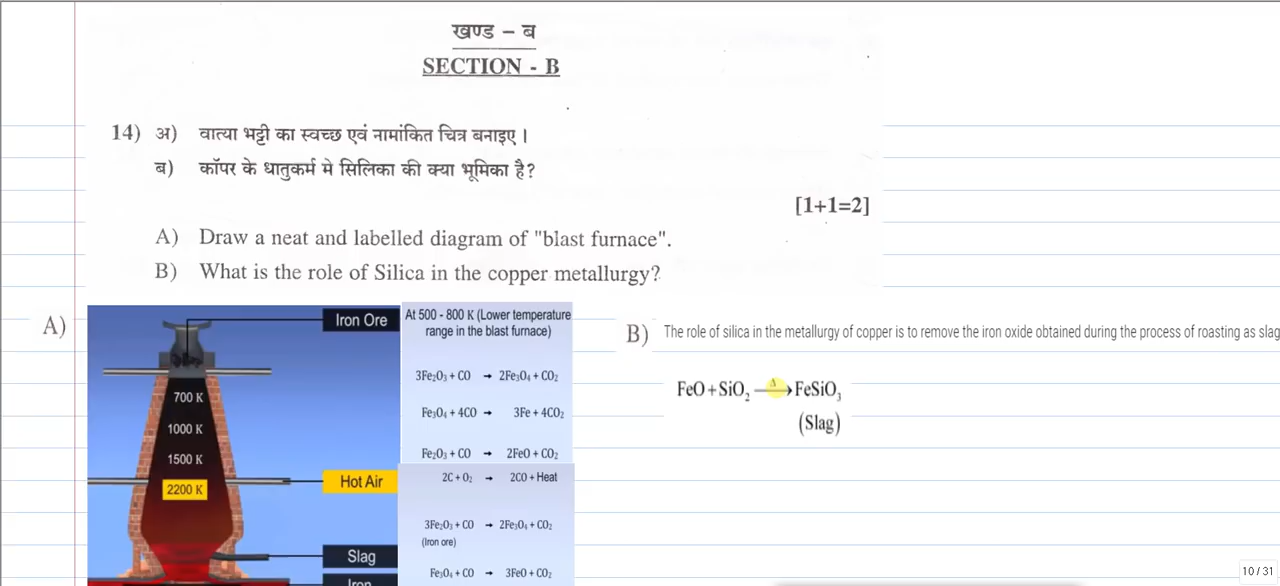 खण्ड – ब
SECTION - B
14) अ) वात्या भट्टी का स्वच्छ एवं नामांकित चित्र बनाइए ।
ब) कॉपर के धातुकर्म मे सिलिका की क्या भूमिका है?
[1+1=2]
A) Draw a neat and labelled diagram of "blast furnace".
B) What is the role of Silica in the copper metallurgy?
A)
Iron Ore
700 K
1000 K
1500 K
2200 K
Hot Air
Slag
Iron
At 500 - 800 K (Lower temperature
range in the blast furnace)
3Fe₂O₃ + CO → 2Fe₃O₄ + CO₂
Fe₃O₄ + 4CO → 3Fe + 4CO₂
Fe₂O₃ + CO → 2FeO + CO₂
2C + O₂ → 2CO + Heat
3Fe₂O₃ + CO → 2Fe₃O₄ + CO₂
(Iron ore)
Fe₃O₄ + CO → 3FeO + CO₂
B) The role of silica in the metallurgy of copper is to remove the iron oxide obtained during the process of roasting as slag
FeO + SiO₂ —Δ→ FeSiO₃
(Slag)
10 / 31